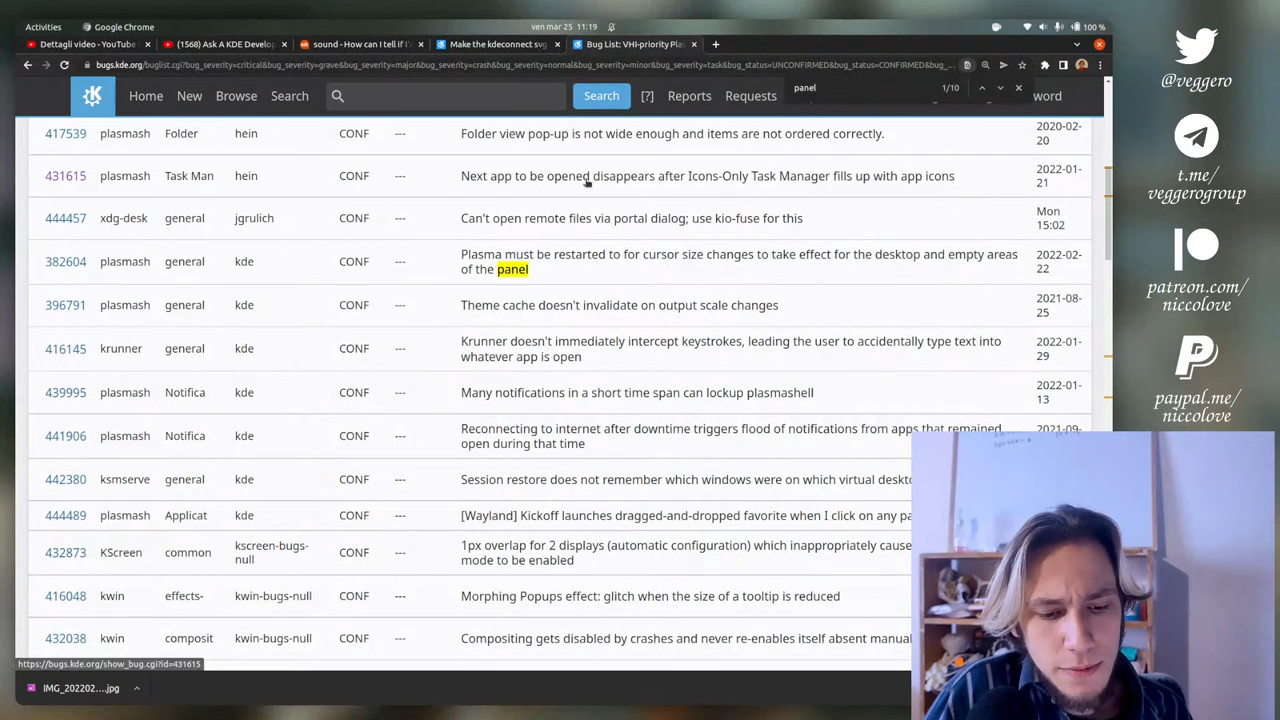 Activities
Google Chrome
ven mar 25 11:19
100 %
Dettagli video - YouTube
(1568) Ask A KDE Develop
sound - How can I tell if I'
Make the kdeconnect svg
Bug List: VHI-priority Pla
bugs.kde.org/buglist.cgi?bug_severity=critical&bug_severity=grave&bug_severity=major&bug_severity=crash&bug_severity=normal&bug_severity=minor&bug_severity=task&bug_status=UNCONFIRMED&bug_status=CONFIRMED&bug_...
Home New Browse Search
Search [?] Reports Requests
panel 1/10
word
417539 plasmash Folder hein CONF --- Folder view pop-up is not wide enough and items are not ordered correctly. 2020-02-
20
431615 plasmash Task Man hein CONF --- Next app to be opened disappears after Icons-Only Task Manager fills up with app icons 2022-01-
21
444457 xdg-desk general jgrulich CONF --- Can't open remote files via portal dialog; use kio-fuse for this Mon
15:02
382604 plasmash general kde CONF --- Plasma must be restarted to for cursor size changes to take effect for the desktop and empty areas 2022-02-
of the panel 22
396791 plasmash general kde CONF --- Theme cache doesn't invalidate on output scale changes 2021-08-
25
416145 krunner general kde CONF --- Krunner doesn't immediately intercept keystrokes, leading the user to accidentally type text into 2022-01-
whatever app is open 29
439995 plasmash Notifica kde CONF --- Many notifications in a short time span can lockup plasmashell 2022-01-
13
441906 plasmash Notifica kde CONF --- Reconnecting to internet after downtime triggers flood of notifications from apps that remained 2021-09-
open during that time
442380 ksmserve general kde CONF --- Session restore does not remember which windows were on which virtual deskto
444489 plasmash Applicat kde CONF --- [Wayland] Kickoff launches dragged-and-dropped favorite when I click on any pa
432873 KScreen common kscreen-bugs- CONF --- 1px overlap for 2 displays (automatic configuration) which inappropriately cause
null mode to be enabled
416048 kwin effects- kwin-bugs-null CONF --- Morphing Popups effect: glitch when the size of a tooltip is reduced
432038 kwin composit kwin-bugs-null CONF --- Compositing gets disabled by crashes and never re-enables itself absent manual
https://bugs.kde.org/show_bug.cgi?id=431615
IMG_202202....jpg
@veggero
t.me/
veggerogroup
patreon.com/
niccolove
paypal.me/
niccolove